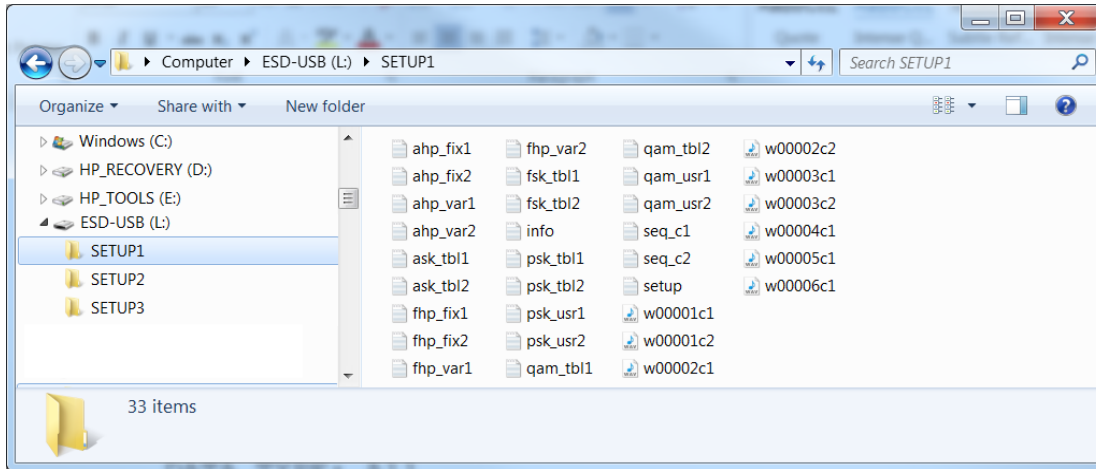 Computer ▸ ESD-USB (L:) ▸ SETUP1
Search SETUP1
Organize Share with New folder
Windows (C:)
HP_RECOVERY (D:)
HP_TOOLS (E:)
ESD-USB (L:)
SETUP1
SETUP2
SETUP3
ahp_fix1 fhp_var2 qam_tbl2 w00002c2
ahp_fix2 fsk_tbl1 qam_usr1 w00003c1
ahp_var1 fsk_tbl2 qam_usr2 w00003c2
ahp_var2 info seq_c1 w00004c1
ask_tbl1 psk_tbl1 seq_c2 w00005c1
ask_tbl2 psk_tbl2 setup w00006c1
fhp_fix1 psk_usr1 w00001c1
fhp_fix2 psk_usr2 w00001c2
fhp_var1 qam_tbl1 w00002c1
33 items